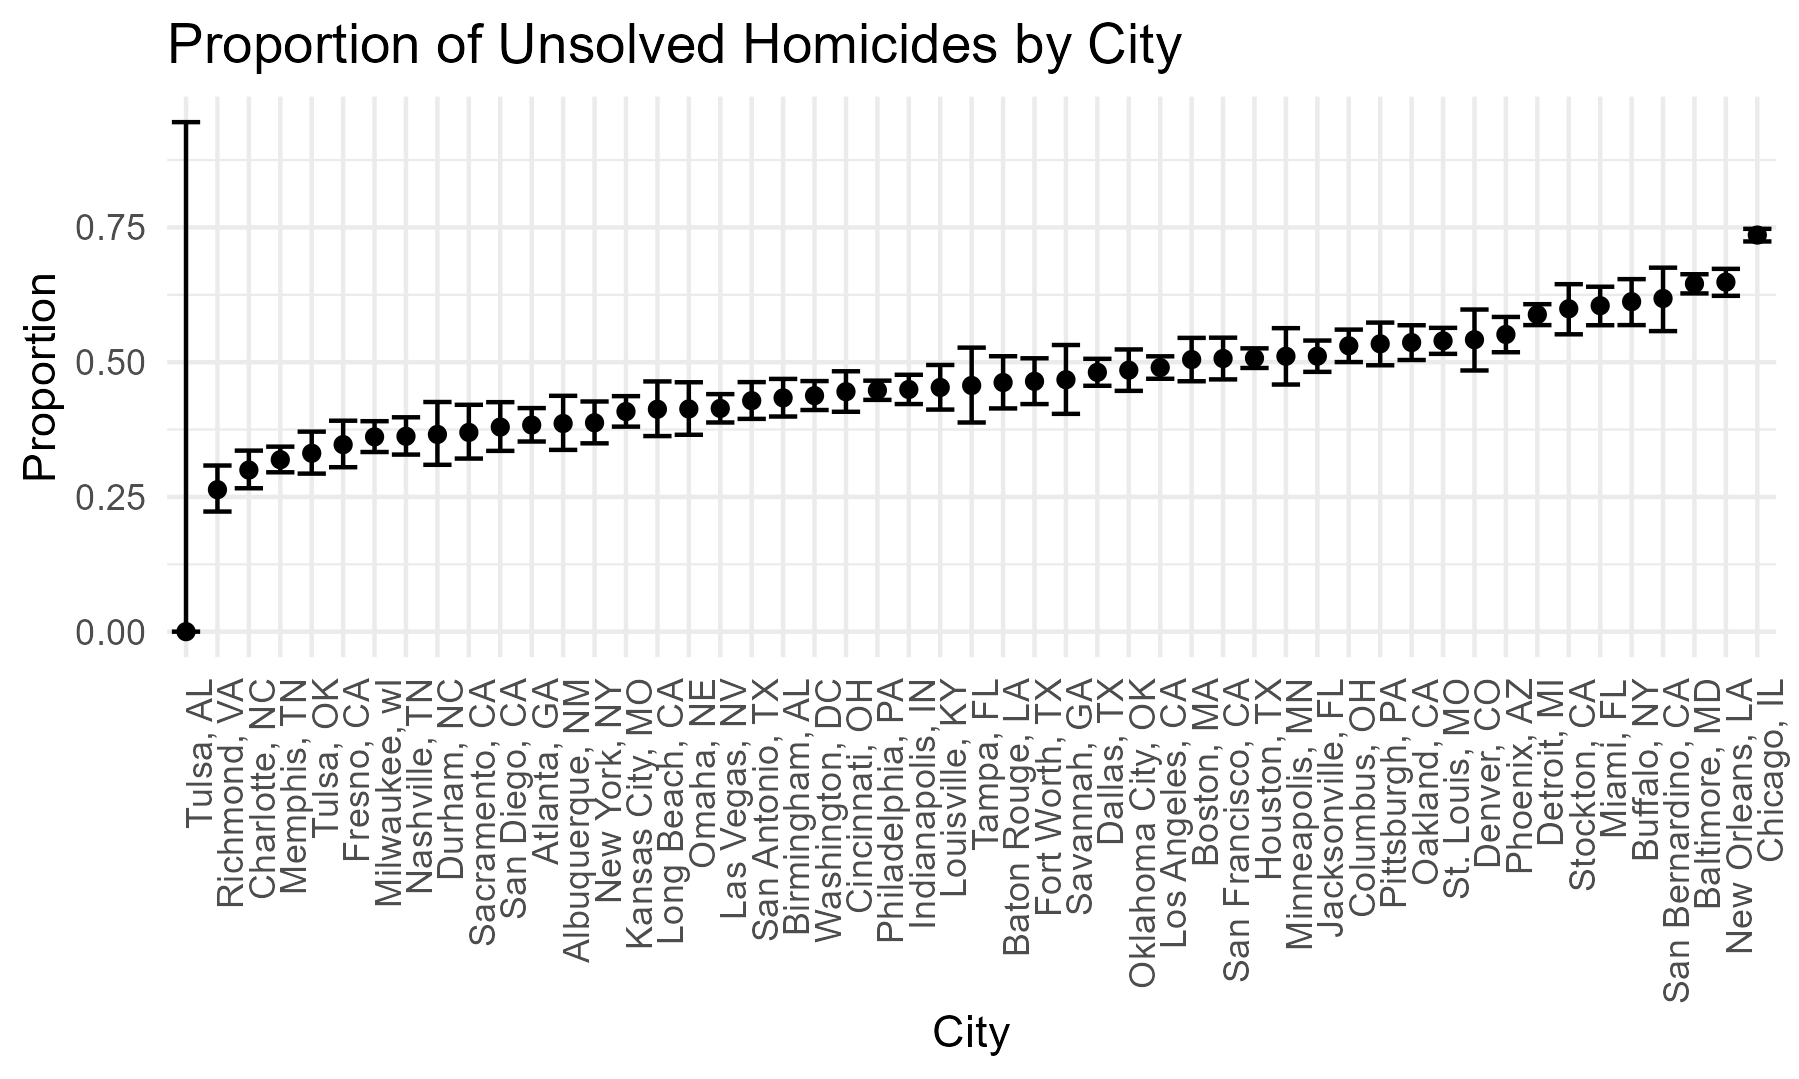 Proportion of Unsolved Homicides by City
Proportion
0.75
0.50
0.25
0.00
Tulsa, AL
Richmond, VA
Charlotte, NC
Memphis, TN
Tulsa, OK
Fresno, CA
Milwaukee, wI
Nashville, TN
Durham, NC
Sacramento, CA
San Diego, CA
Atlanta, GA
Albuquerque, NM
New York, NY
Kansas City, MO
Long Beach, CA
Omaha, NE
Las Vegas, NV
San Antonio, TX
Birmingham, AL
Washington, DC
Cincinnati, OH
Philadelphia, PA
Indianapolis, IN
Louisville, KY
Tampa, FL
Baton Rouge, LA
Fort Worth, TX
Savannah, GA
Dallas, TX
Oklahoma City, OK
Los Angeles, CA
Boston, MA
San Francisco, CA
Houston, TX
Minneapolis, MN
Jacksonville, FL
Columbus, OH
Pittsburgh, PA
Oakland, CA
St. Louis, MO
Denver, CO
Phoenix, AZ
Detroit, MI
Stockton, CA
Miami, FL
Buffalo, NY
San Bernardino, CA
Baltimore, MD
New Orleans, LA
Chicago, IL
City